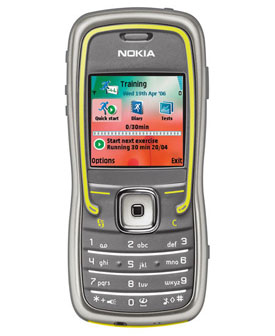 NOKIA
Training
Wed 19th Apr '06
Quick start Diary Tests
0/30min
Start next exercise
Running 30 min 20/04
Options Exit
C
1 2 abc 3 def
4 ghi 5 jkl 6 mno
7 pqrs 8 tuv 9 wxyz
* + 0 #